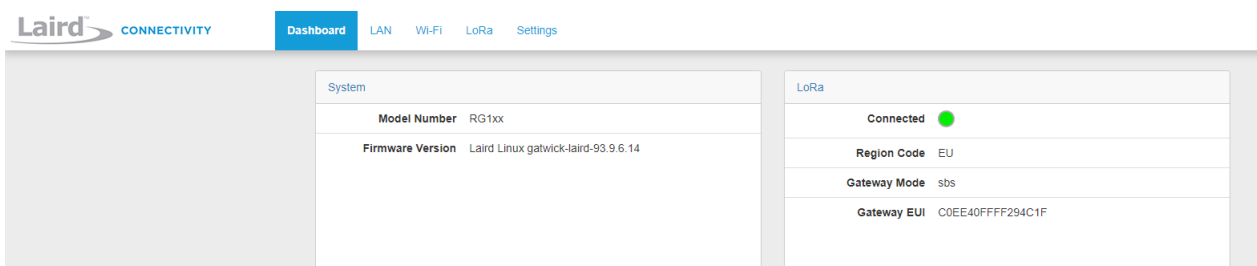 Laird™ CONNECTIVITY
Dashboard LAN Wi-Fi LoRa Settings
System
Model Number RG1xx
Firmware Version Laird Linux gatwick-laird-93.9.6.14
LoRa
Connected
Region Code EU
Gateway Mode sbs
Gateway EUI C0EE40FFFF294C1F